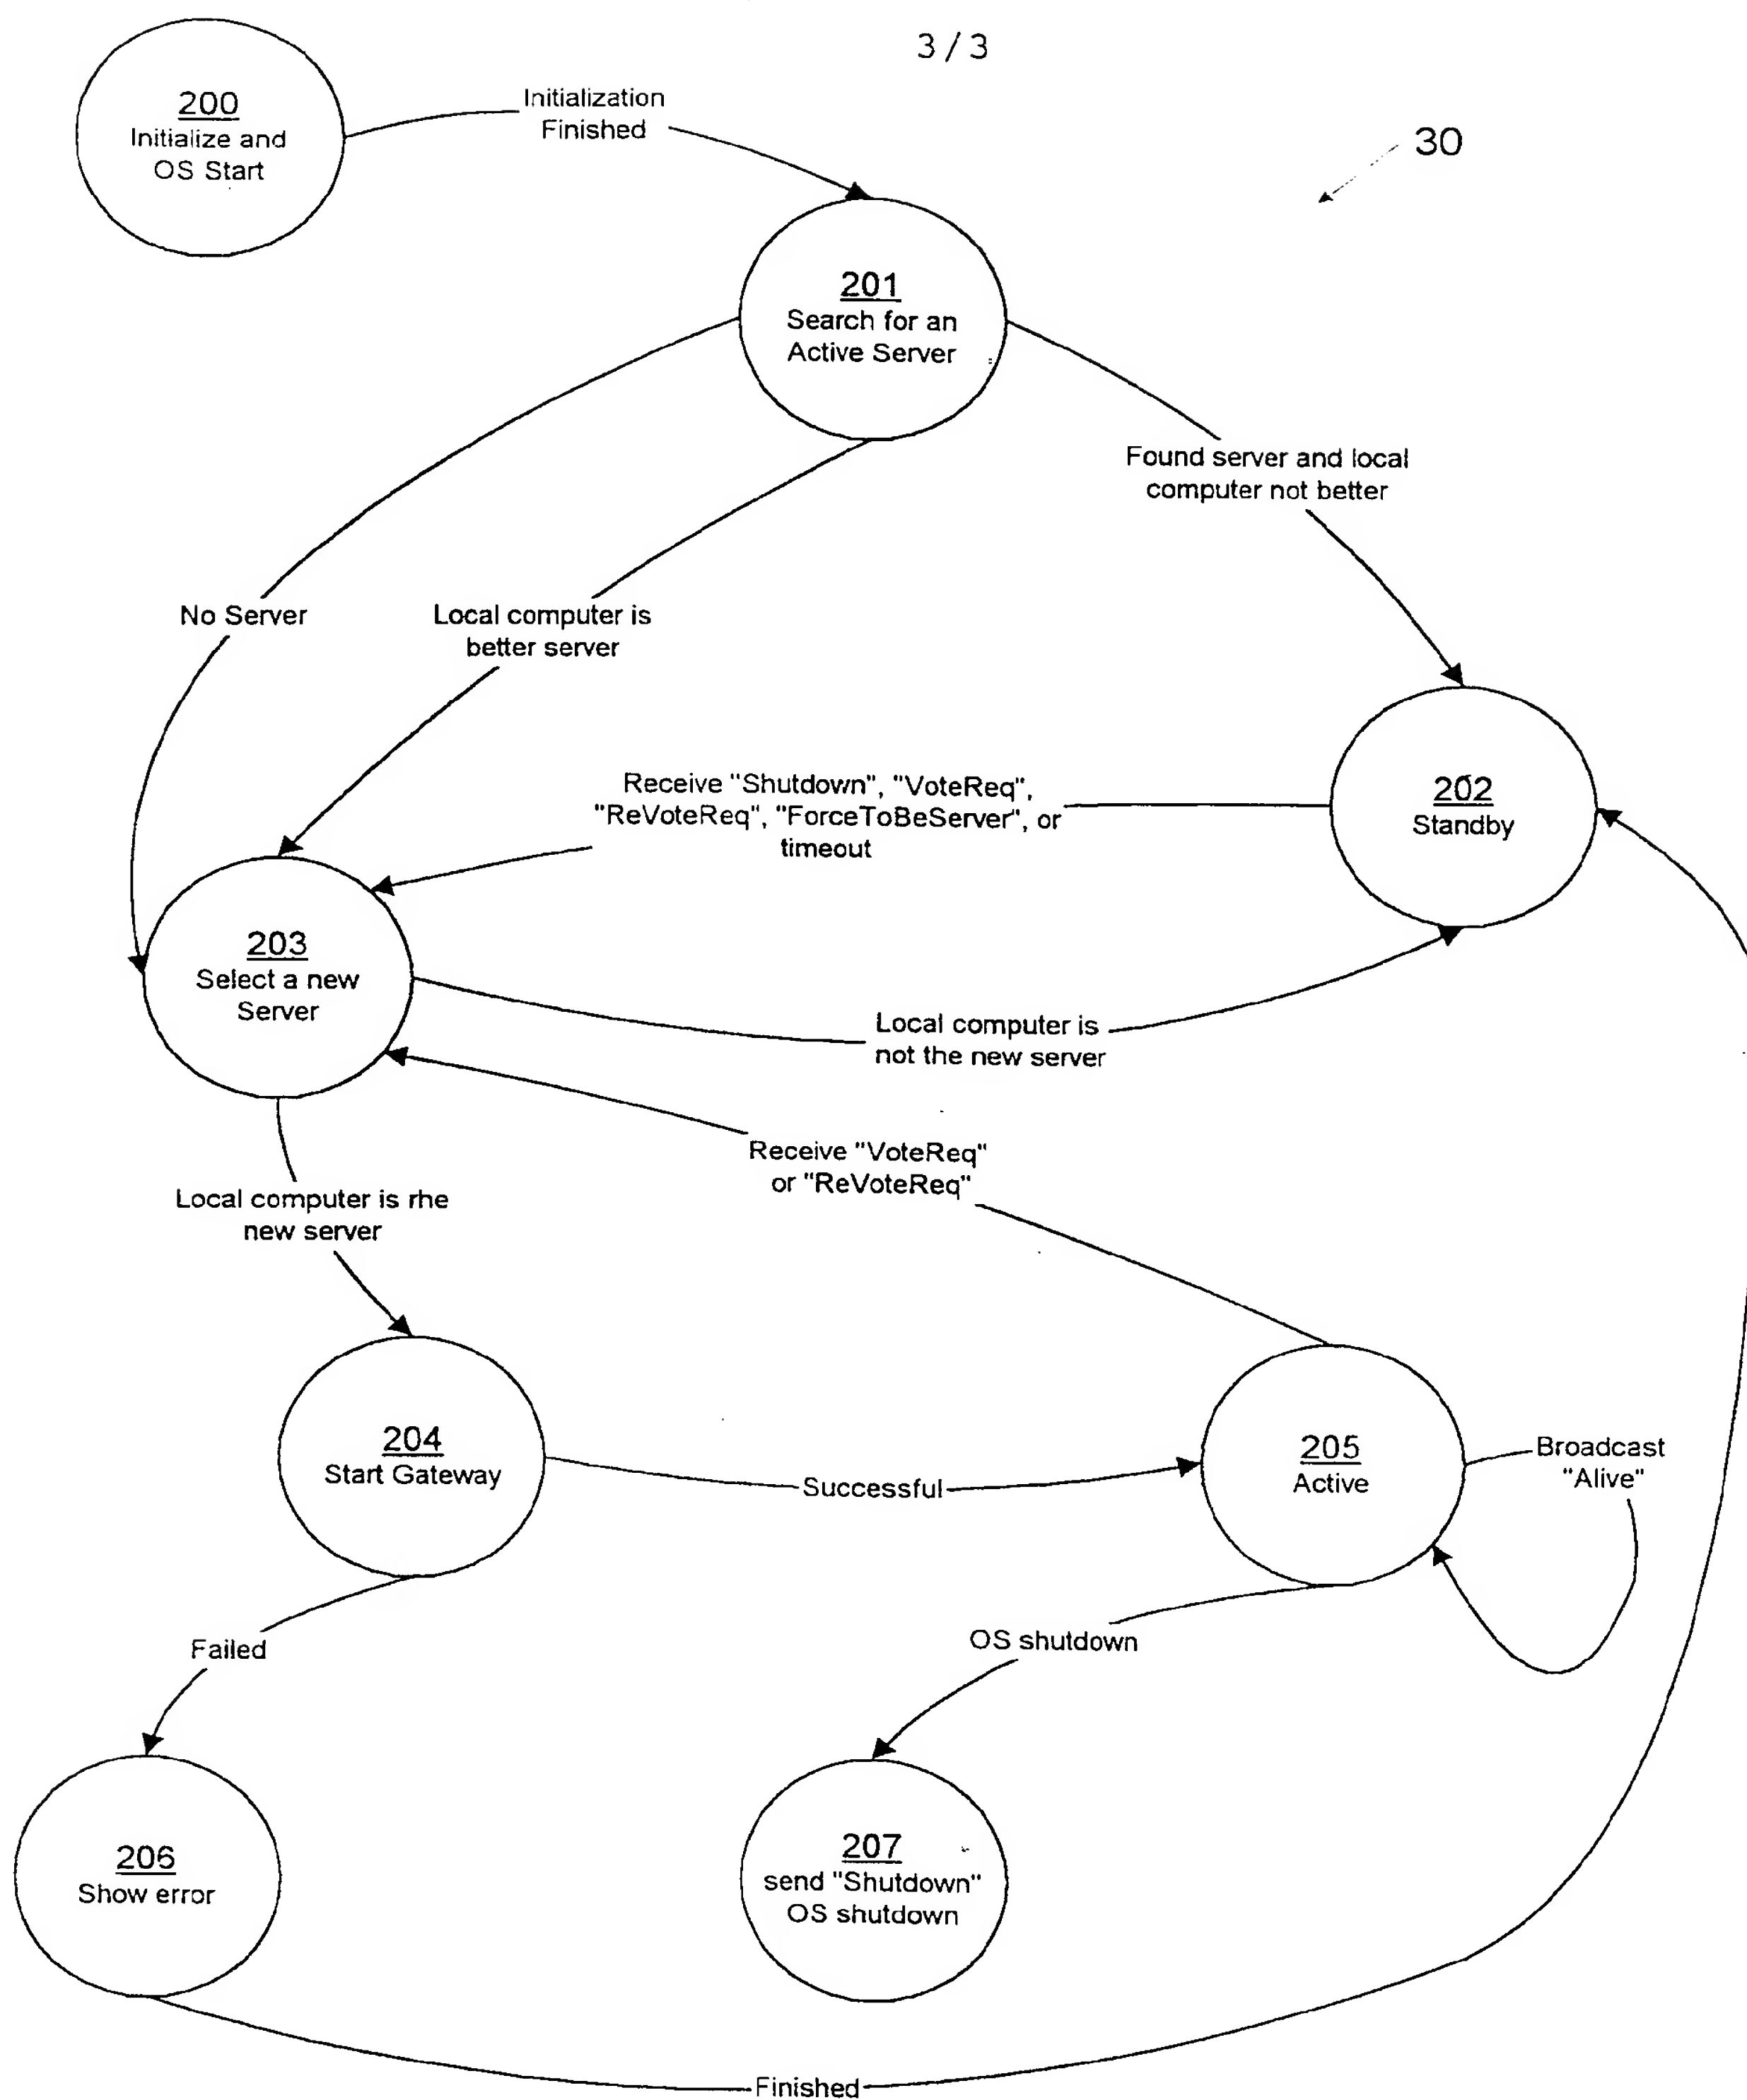 3/3
200
Initialize and
OS Start
Initialization
Finished
30
201
Search for an
Active Server
Found server and local
computer not better
No Server
Local computer is
better server
Receive "Shutdown", "VoteReq",
"ReVoteReq", "ForceToBeServer", or
timeout
202
Standby
203
Select a new
Server
Local computer is
not the new server
Receive "VoteReq"
or "ReVoteReq"
Local computer is rhe
new server
204
Start Gateway
Successful
205
Active
Broadcast
"Alive"
Failed
OS shutdown
206
Show error
207
send "Shutdown"
OS shutdown
Finished